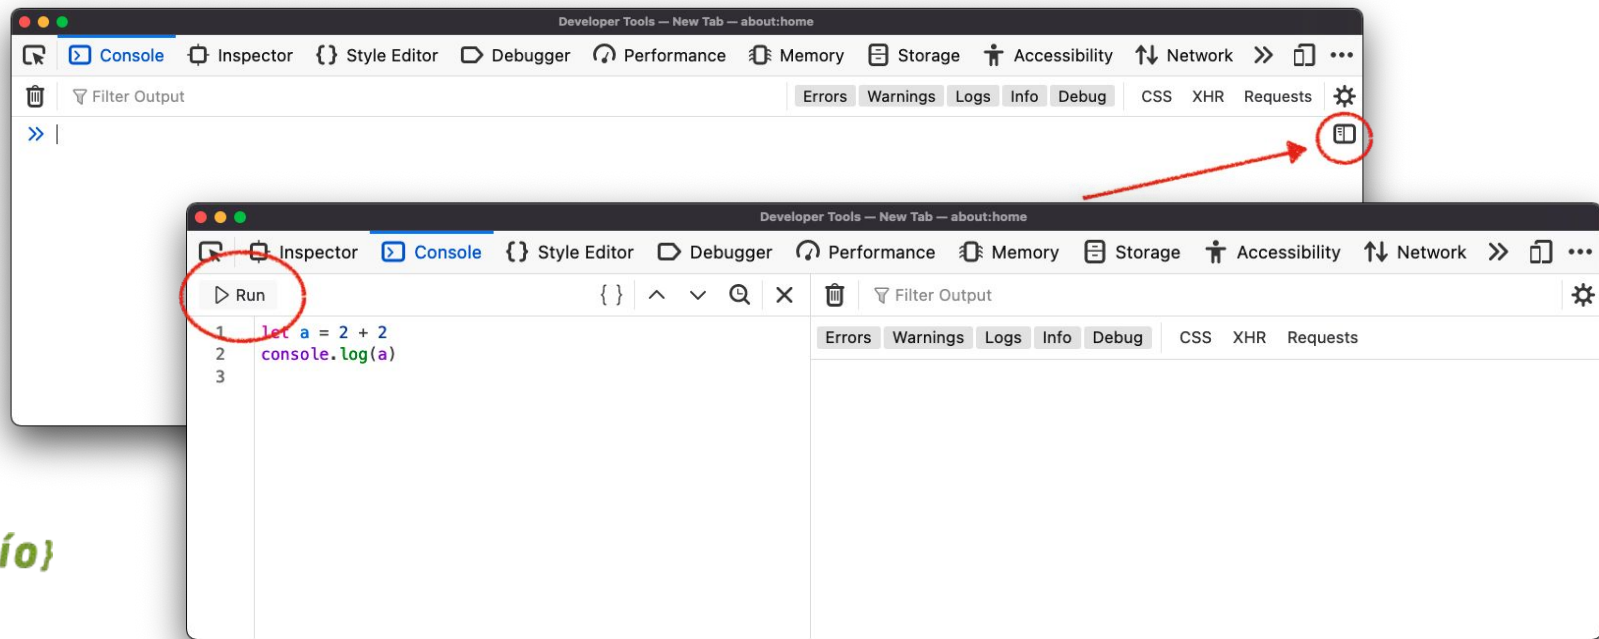 Developer Tools — New Tab — about:home
Console Inspector {} Style Editor Debugger Performance Memory Storage Accessibility Network
Filter Output Errors Warnings Logs Info Debug CSS XHR Requests
Developer Tools — New Tab — about:home
Inspector Console {} Style Editor Debugger Performance Memory Storage Accessibility Network
Run { } Filter Output
Errors Warnings Logs Info Debug CSS XHR Requests
1 let a = 2 + 2
2 console.log(a)
3
ío}